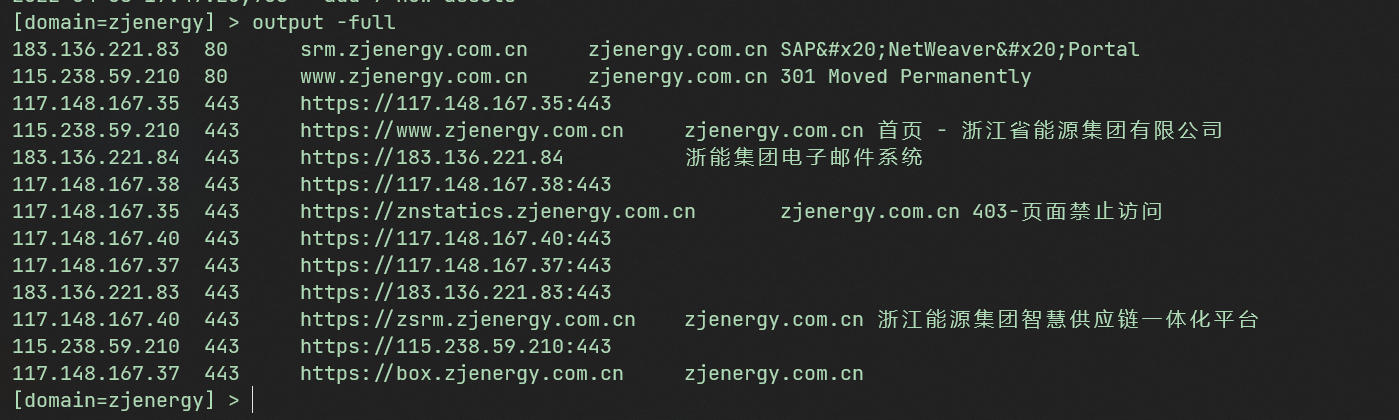 [domain=zjenergy] > output -full
183.136.221.83  80      srm.zjenergy.com.cn     zjenergy.com.cn SAP&#x20;NetWeaver&#x20;Portal
115.238.59.210  80      www.zjenergy.com.cn     zjenergy.com.cn 301 Moved Permanently
117.148.167.35  443     https://117.148.167.35:443
115.238.59.210  443     https://www.zjenergy.com.cn     zjenergy.com.cn 首页 - 浙江省能源集团有限公司
183.136.221.84  443     https://183.136.221.84          浙能集团电子邮件系统
117.148.167.38  443     https://117.148.167.38:443
117.148.167.35  443     https://znstatics.zjenergy.com.cn       zjenergy.com.cn 403-页面禁止访问
117.148.167.40  443     https://117.148.167.40:443
117.148.167.37  443     https://117.148.167.37:443
183.136.221.83  443     https://183.136.221.83:443
117.148.167.40  443     https://zsrm.zjenergy.com.cn    zjenergy.com.cn 浙江能源集团智慧供应链一体化平台
115.238.59.210  443     https://115.238.59.210:443
117.148.167.37  443     https://box.zjenergy.com.cn     zjenergy.com.cn
[domain=zjenergy] >